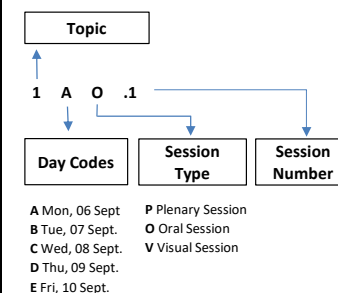 Topic
1 A O .1
Day Codes
Session Type
Session Number
A Mon, 06 Sept
B Tue, 07 Sept.
C Wed, 08 Sept.
D Thu, 09 Sept.
E Fri, 10 Sept.
P Plenary Session
O Oral Session
V Visual Session